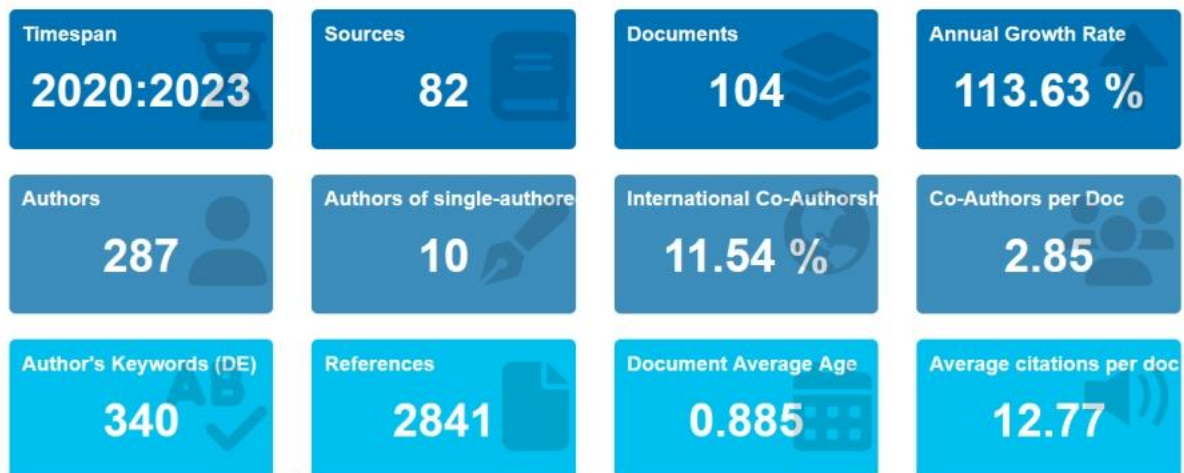 Timespan
2020:2023
Sources
82
Documents
104
Annual Growth Rate
113.63 %
Authors
287
Authors of single-authore
10
International Co-Authorsh
11.54 %
Co-Authors per Doc
2.85
Author's Keywords (DE)
340
AB
References
2841
Document Average Age
0.885
Average citations per doc
12.77